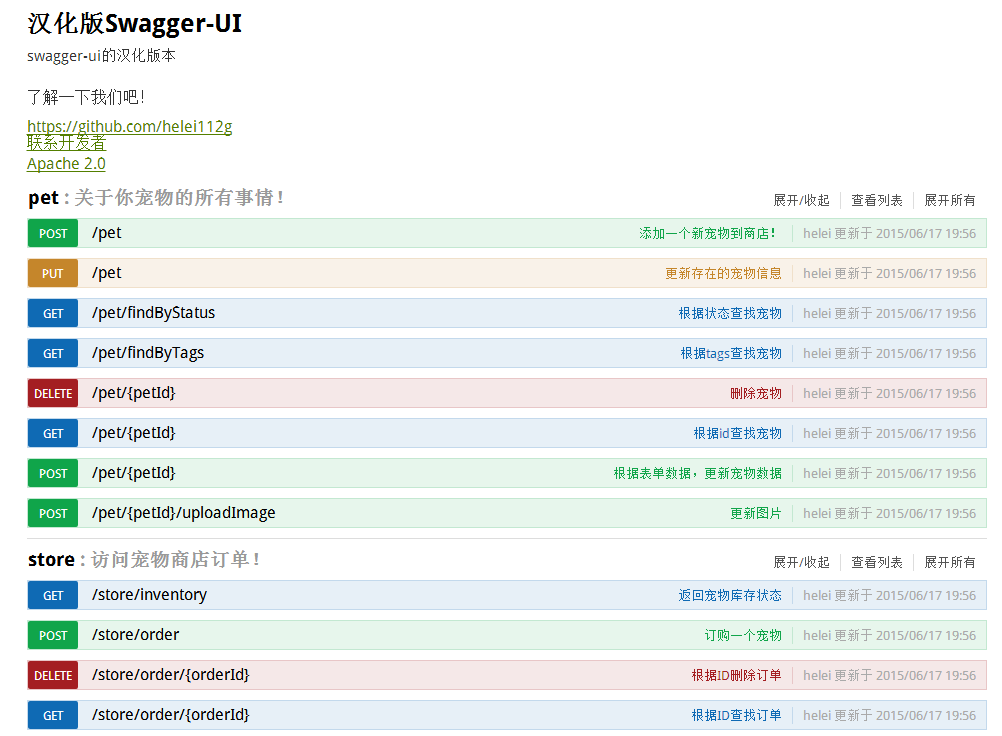 汉化版Swagger-UI
swagger-ui的汉化版本
了解一下我们吧！
https://github.com/helei112g
联系开发者
Apache 2.0
pet : 关于你宠物的所有事情！ 展开/收起 查看列表 展开所有
POST /pet 添加一个新宠物到商店！ helei 更新于 2015/06/17 19:56
PUT /pet 更新存在的宠物信息 helei 更新于 2015/06/17 19:56
GET /pet/findByStatus 根据状态查找宠物 helei 更新于 2015/06/17 19:56
GET /pet/findByTags 根据tags查找宠物 helei 更新于 2015/06/17 19:56
DELETE /pet/{petId} 删除宠物 helei 更新于 2015/06/17 19:56
GET /pet/{petId} 根据id查找宠物 helei 更新于 2015/06/17 19:56
POST /pet/{petId} 根据表单数据，更新宠物数据 helei 更新于 2015/06/17 19:56
POST /pet/{petId}/uploadImage 更新图片 helei 更新于 2015/06/17 19:56
store : 访问宠物商店订单！ 展开/收起 查看列表 展开所有
GET /store/inventory 返回宠物库存状态 helei 更新于 2015/06/17 19:56
POST /store/order 订购一个宠物 helei 更新于 2015/06/17 19:56
DELETE /store/order/{orderId} 根据ID删除订单 helei 更新于 2015/06/17 19:56
GET /store/order/{orderId} 根据ID查找订单 helei 更新于 2015/06/17 19:56